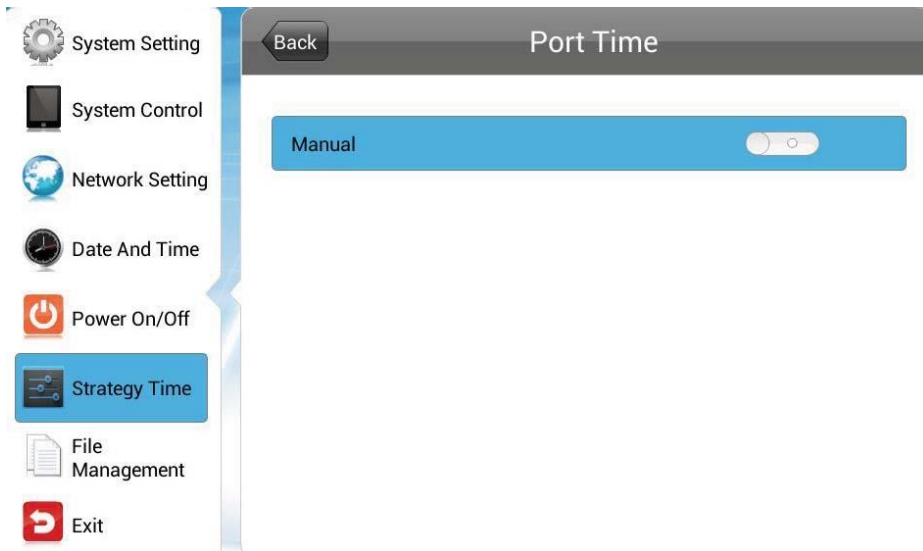 System Setting
System Control
Network Setting
Date And Time
Power On/Off
Strategy Time
File
Management
Exit
Back
Port Time
Manual